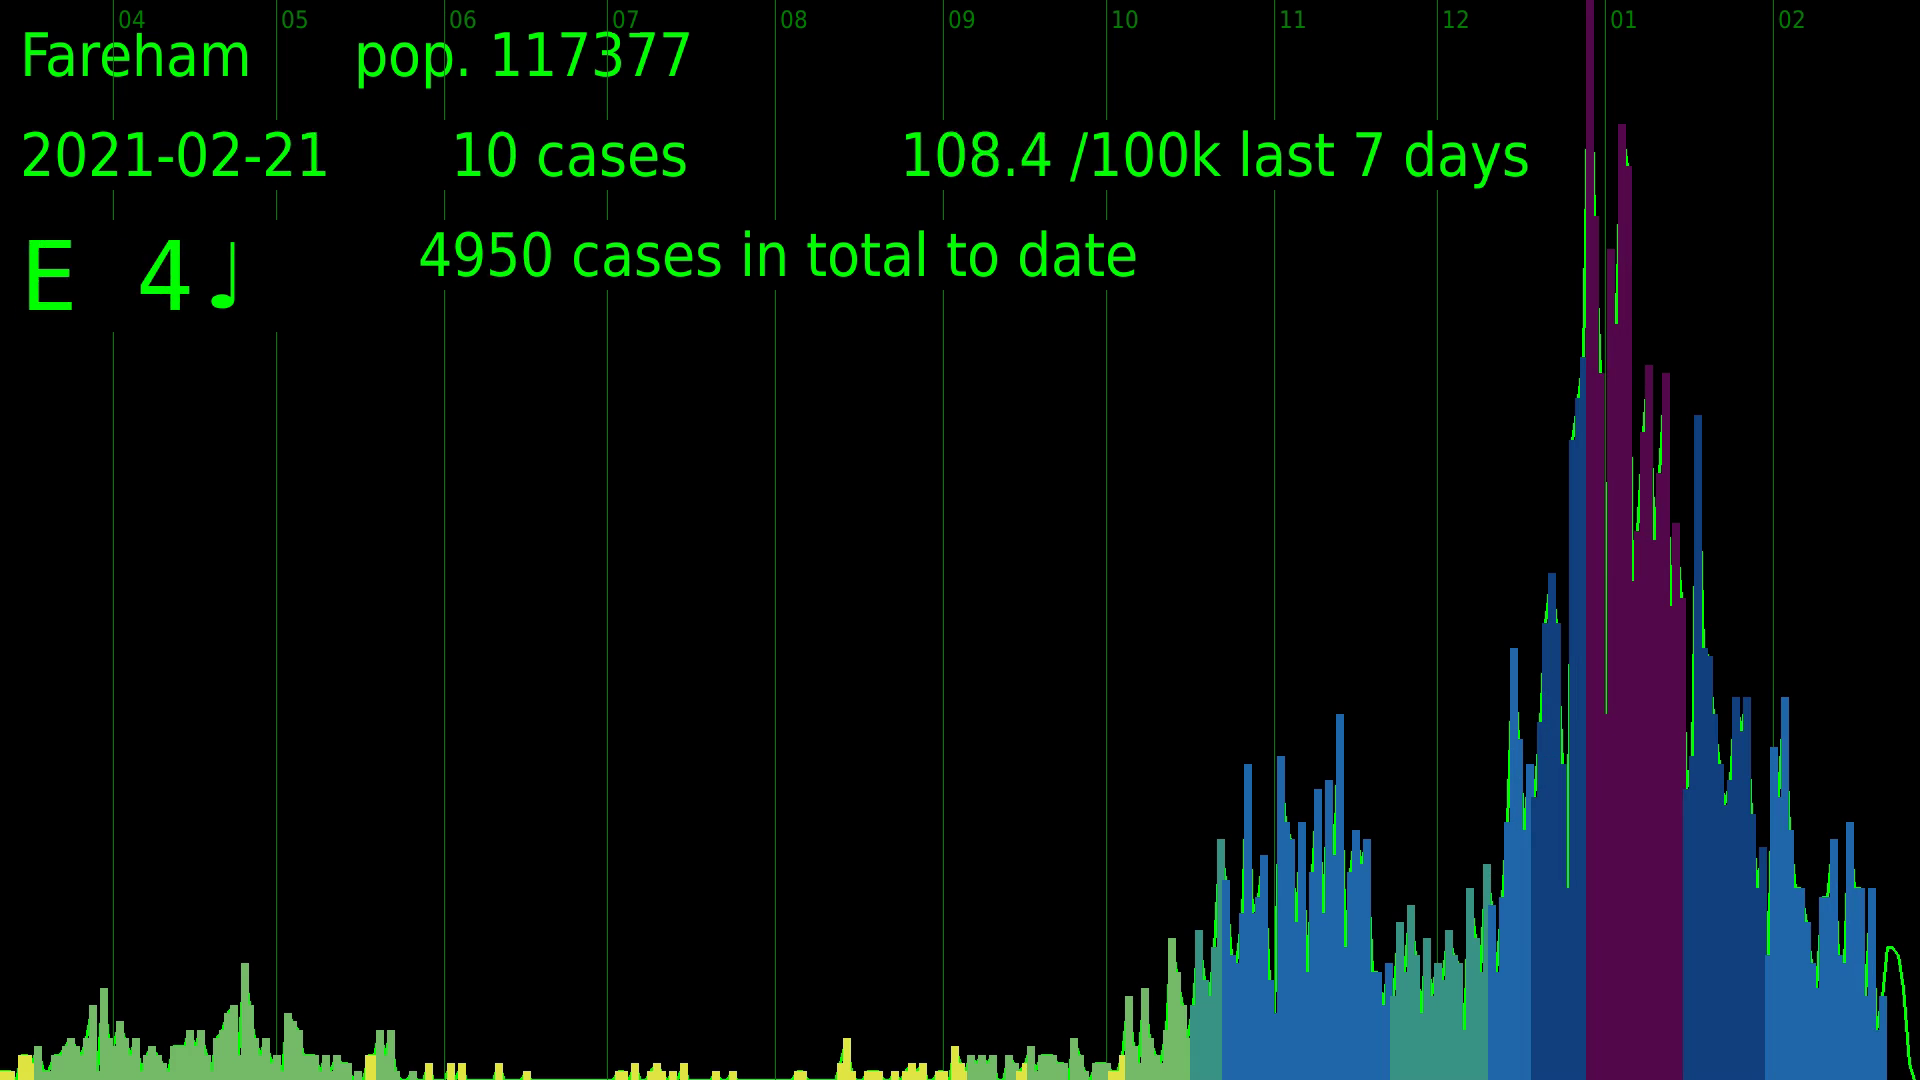 04 05 06 07 08 09 10 11 12 01 02
Fareham pop. 117377
2021-02-21 10 cases 108.4 /100k last 7 days
E 4♩ 4950 cases in total to date